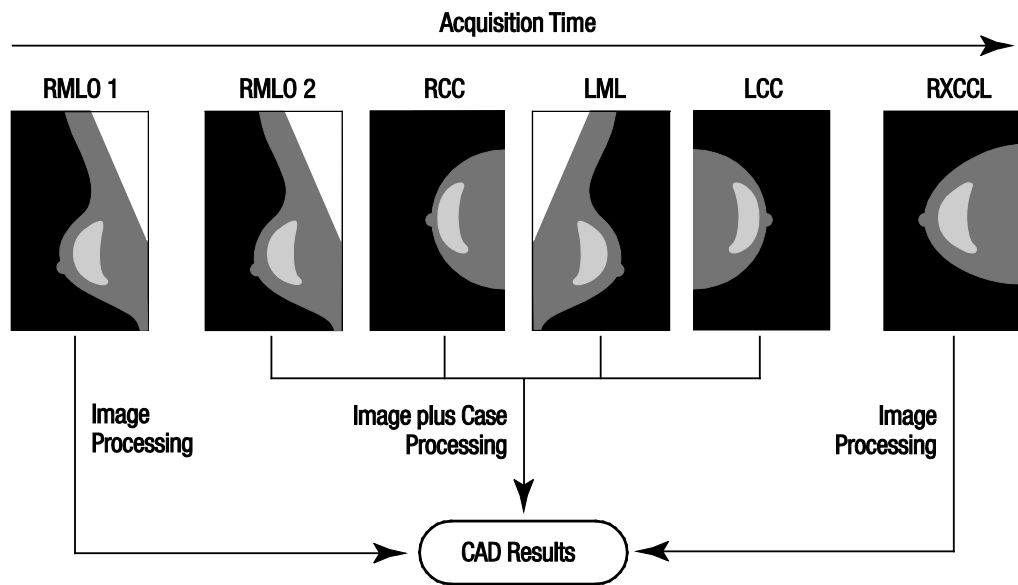 Acquisition Time
RMLO 1
RMLO 2
RCC
LML
LCC
RXCCL
Image
Processing
Image plus Case
Processing
Image
Processing
CAD Results